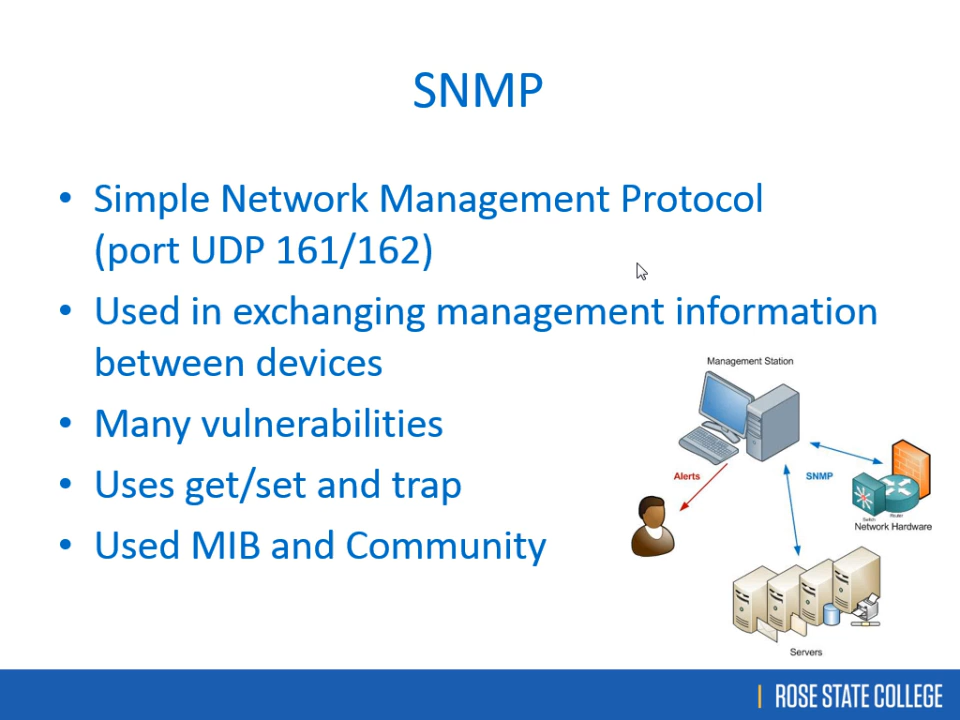 SNMP
• Simple Network Management Protocol
(port UDP 161/162)
• Used in exchanging management information
between devices
• Many vulnerabilities
• Uses get/set and trap
• Used MIB and Community
Management Station
Alerts
SNMP
Switch
Router
Network Hardware
Servers
ROSE STATE COLLEGE